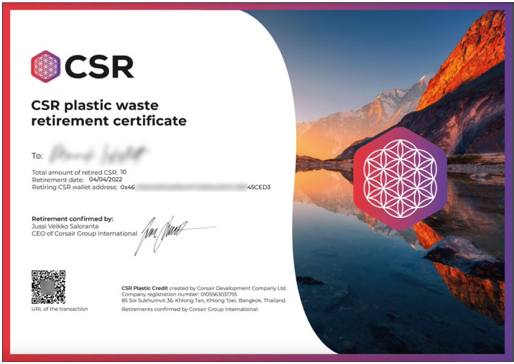 CSR
CSR plastic waste
retirement certificate
To:
Total amount of retired CSR: 10
Retirement date: 04/04/2022
Retiring CSR wallet address: 0x46 45CED3
Retirement confirmed by:
Jussi Veikko Saloranta
CEO of Corsair Group International
CSR Plastic Credit created by Corsair Development Company Ltd.
Company registration number: 0105563037755
85 Soi Sukhumvit 36. Khlong Tan, Khlong Toei, Bangkok, Thailand.
Retirements confirmed by Corsair Group International.
URL of the transaction